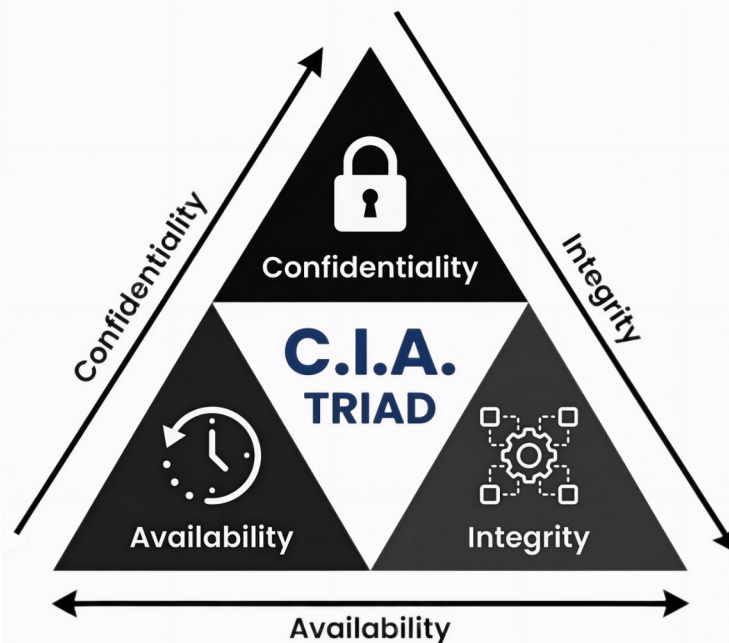 Confidentiality
Integrity
Confidentiality
C.I.A.
TRIAD
Availability
Integrity
Availability